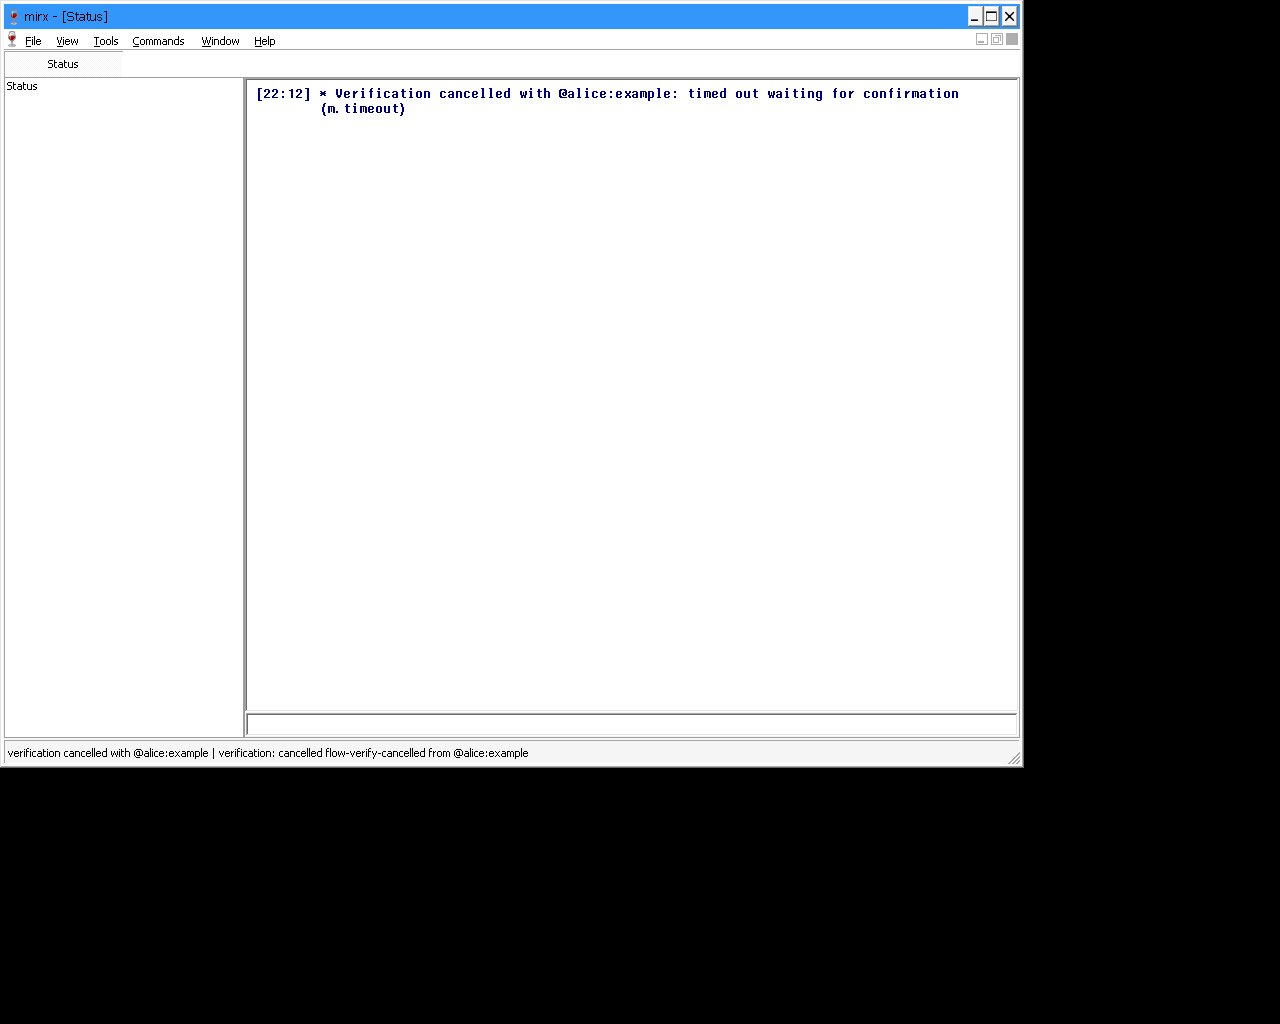 mirx - [Status]
File View Tools Commands Window Help
Status
Status
[22:12] * Verification cancelled with @alice:example: timed out waiting for confirmation
(m.timeout)
verification cancelled with @alice:example | verification: cancelled flow-verify-cancelled from @alice:example